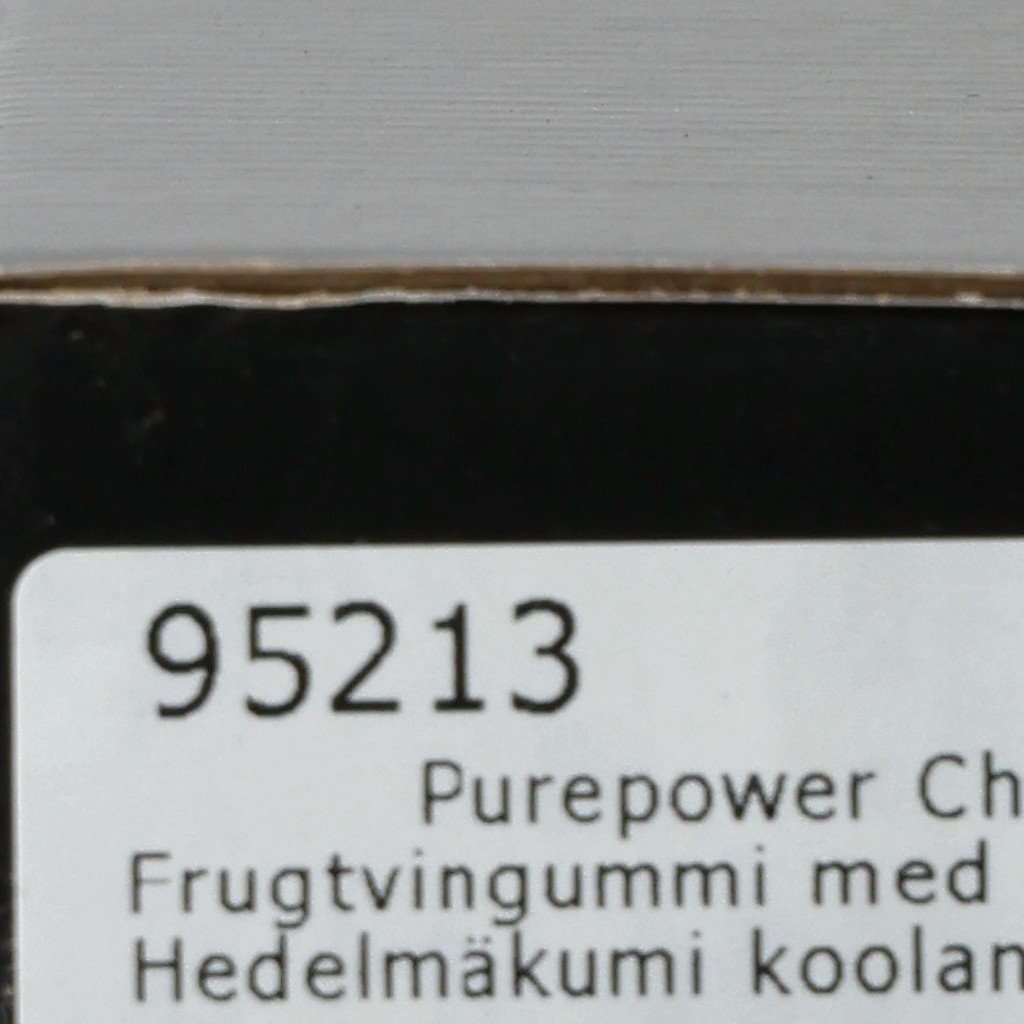 95213
Purepower Ch
Frugtvingummi med
Hedelmäkumi koolan